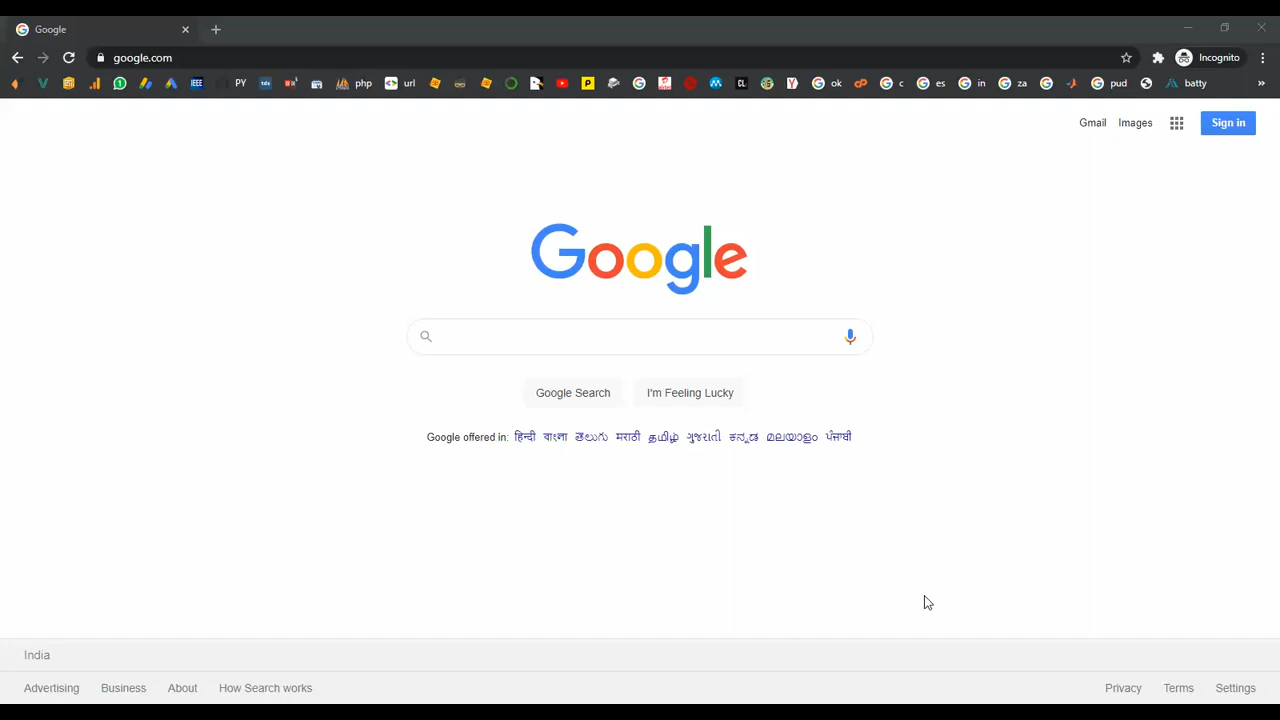 Google
google.com
Incognito
PY php url ok c es in za pud batty
Gmail Images Sign in
Google
Google Search I'm Feeling Lucky
Google offered in: हिन्दी বাংলা తెలుగు मराठी தமிழ் ગુજરાતી ಕನ್ನಡ മലയാളം ਪੰਜਾਬੀ
India
Advertising Business About How Search works Privacy Terms Settings